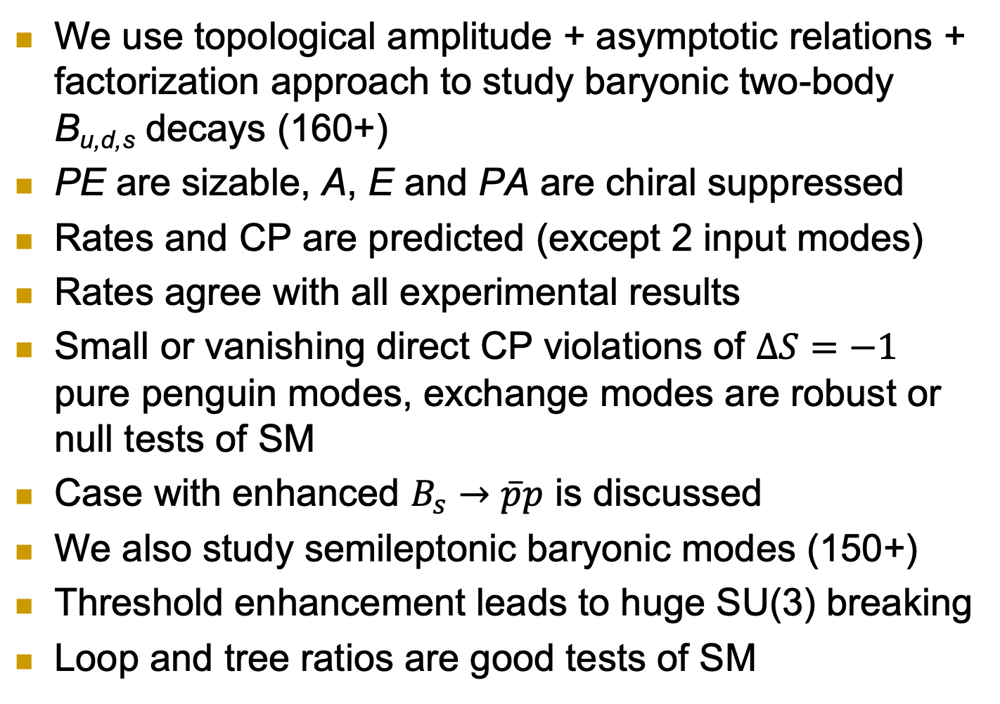 We use topological amplitude + asymptotic relations +
factorization approach to study baryonic two-body
B_{u,d,s} decays (160+)
PE are sizable, A, E and PA are chiral suppressed
Rates and CP are predicted (except 2 input modes)
Rates agree with all experimental results
Small or vanishing direct CP violations of ΔS = −1
pure penguin modes, exchange modes are robust or
null tests of SM
Case with enhanced B_s → p̄p is discussed
We also study semileptonic baryonic modes (150+)
Threshold enhancement leads to huge SU(3) breaking
Loop and tree ratios are good tests of SM